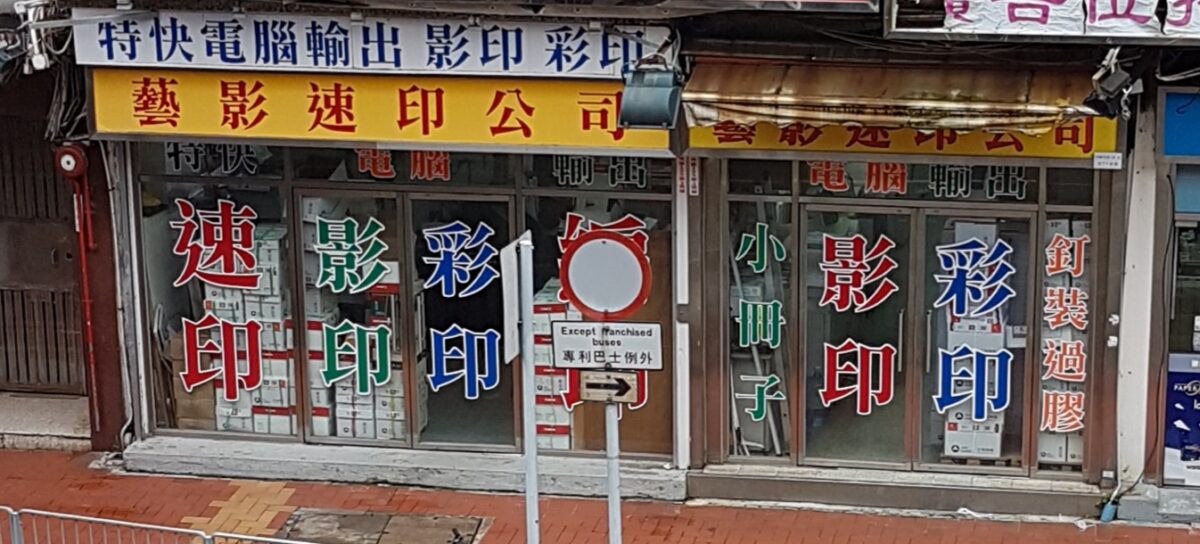 特快電腦輸出 影印 彩印
藝影速印公司
藝影速印公司
特快
電腦
輸出
電腦
輸出
速印
影印
彩印
小冊子
影印
彩印
釘裝過膠
Except franchised
buses
專利巴士例外